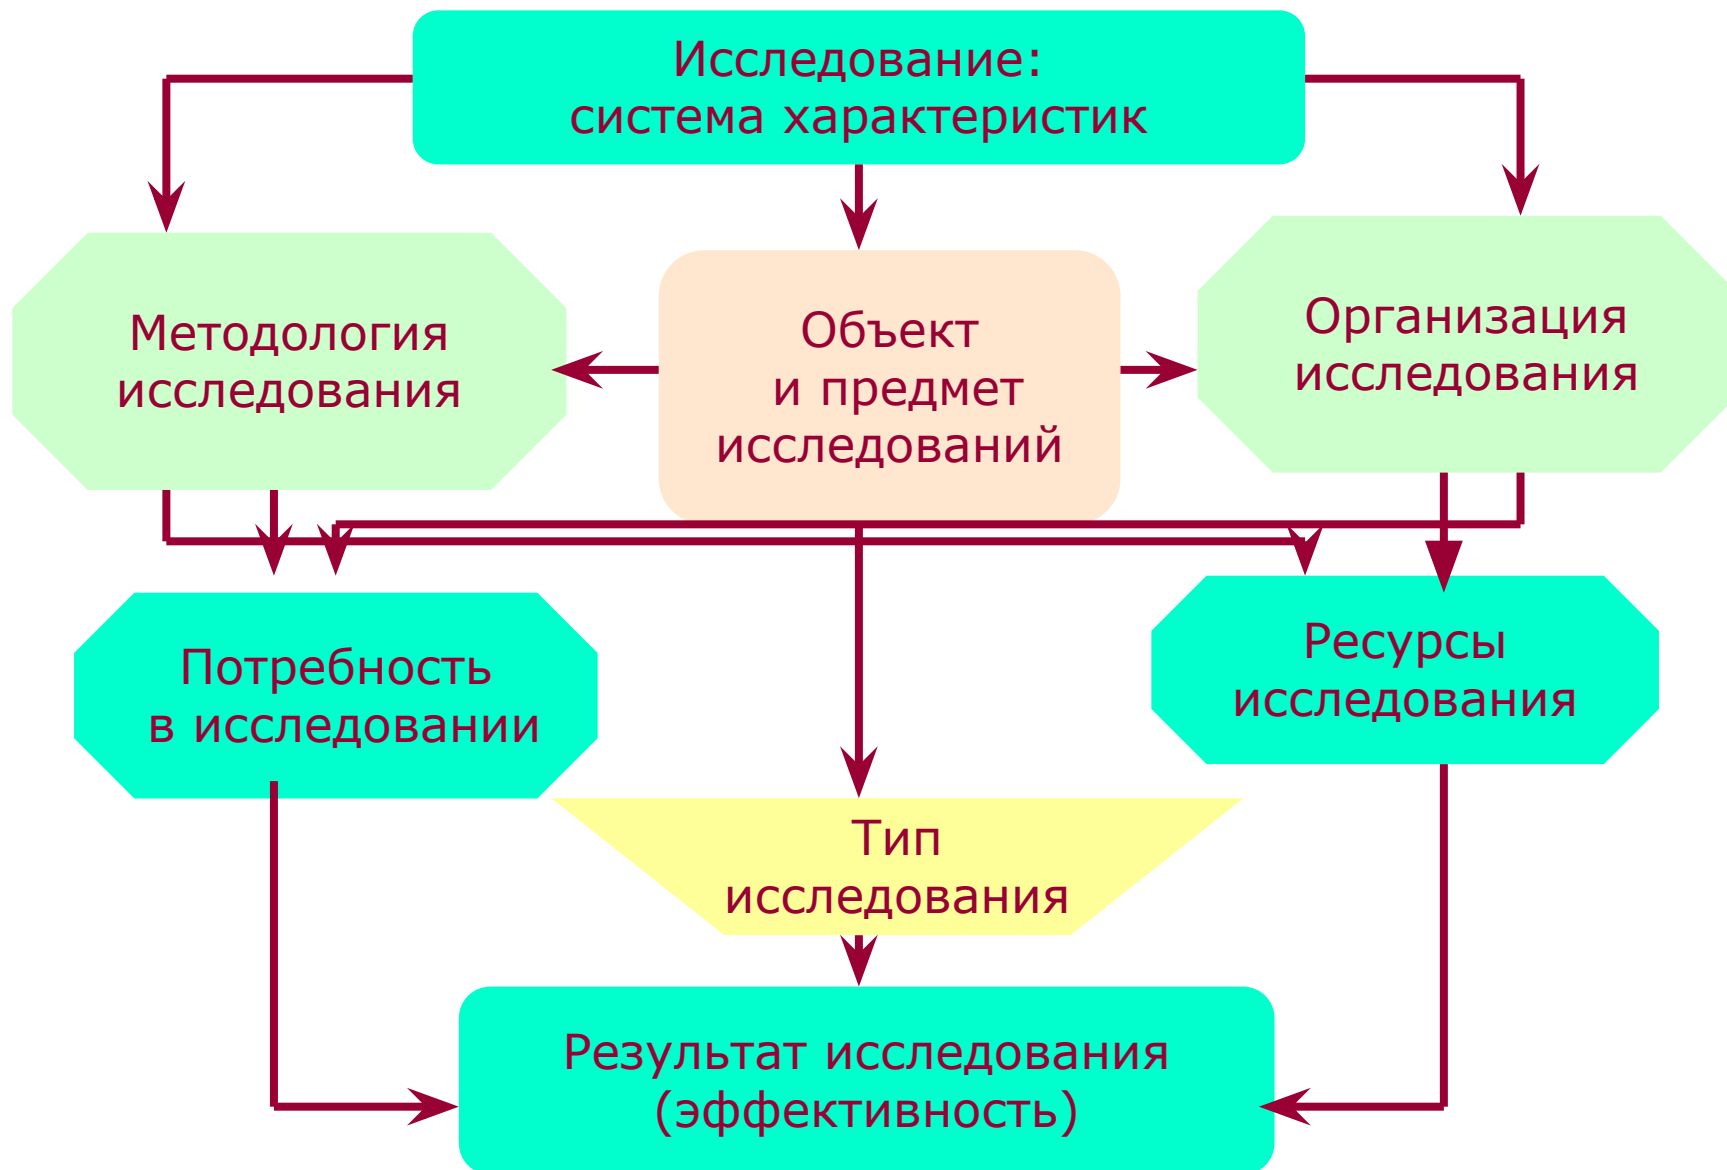 Исследование:
система характеристик
Методология
исследования
Объект
и предмет
исследований
Организация
исследования
Потребность
в исследовании
Ресурсы
исследования
Тип
исследования
Результат исследования
(эффективность)